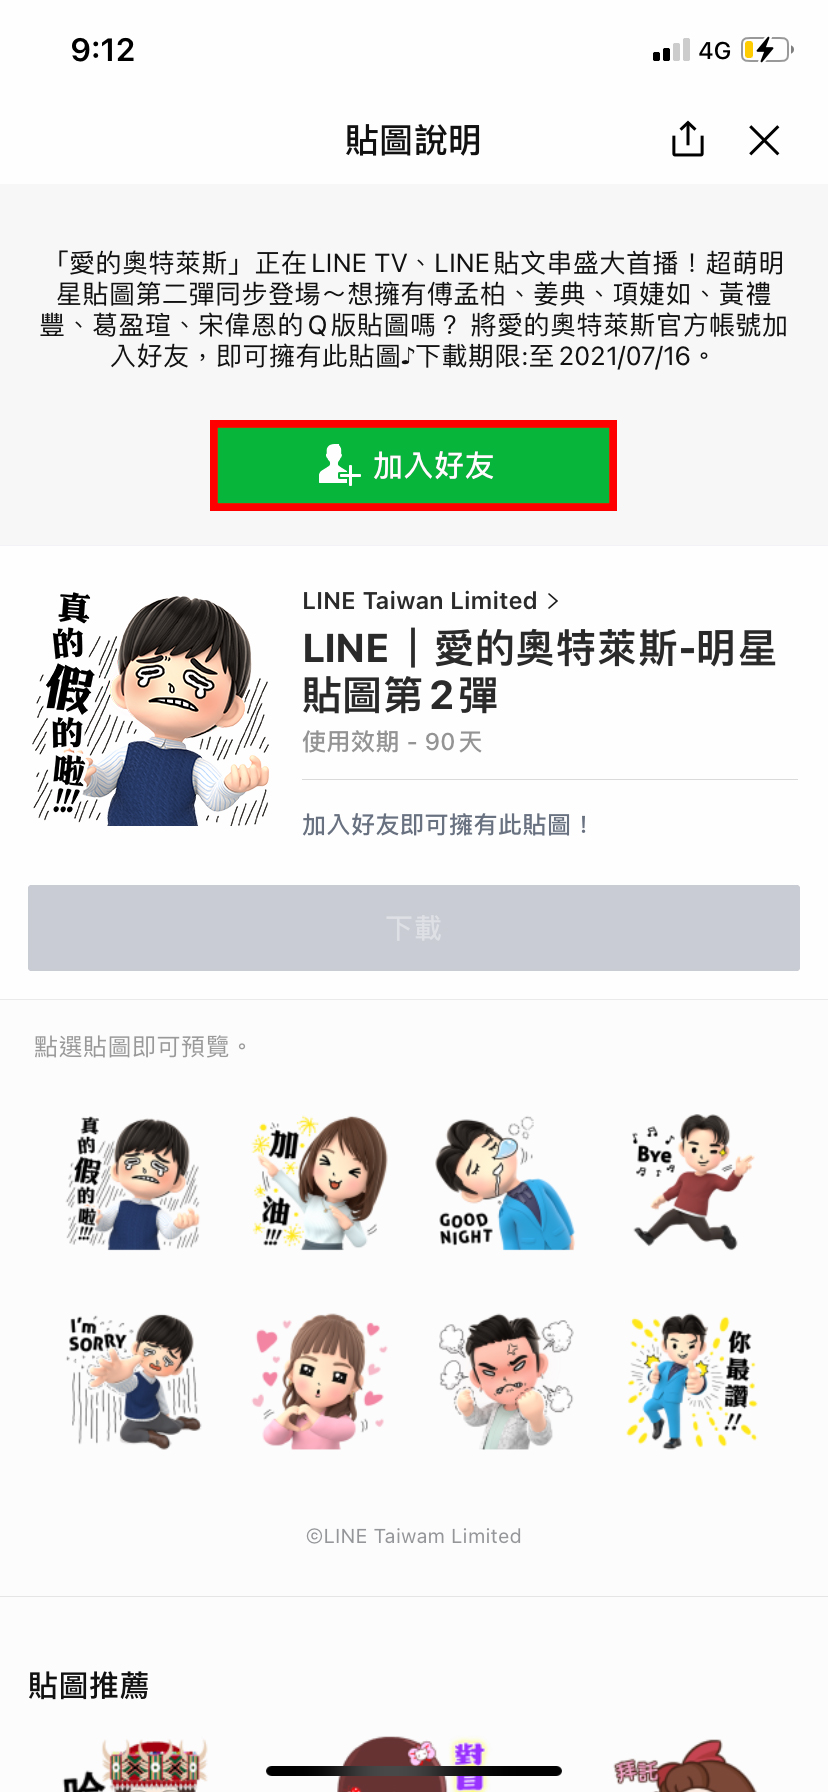 9:12
4G
貼圖說明
「愛的奧特萊斯」正在LINE TV、LINE貼文串盛大首播！超萌明
星貼圖第二彈同步登場～想擁有傅孟柏、姜典、項婕如、黃禮
豐、葛盈瑄、宋偉恩的Q版貼圖嗎？ 將愛的奧特萊斯官方帳號加
入好友，即可擁有此貼圖♪下載期限:至2021/07/16。
加入好友
真的假的啦!!!
LINE Taiwan Limited >
LINE｜愛的奧特萊斯-明星
貼圖第2彈
使用效期 - 90天
加入好友即可擁有此貼圖！
下載
點選貼圖即可預覽。
真的假的啦!!!
加油!!!
GOOD
NIGHT
Bye
I'm
SORRY
你最讚!!
©LINE Taiwam Limited
貼圖推薦
哈
對
拜託